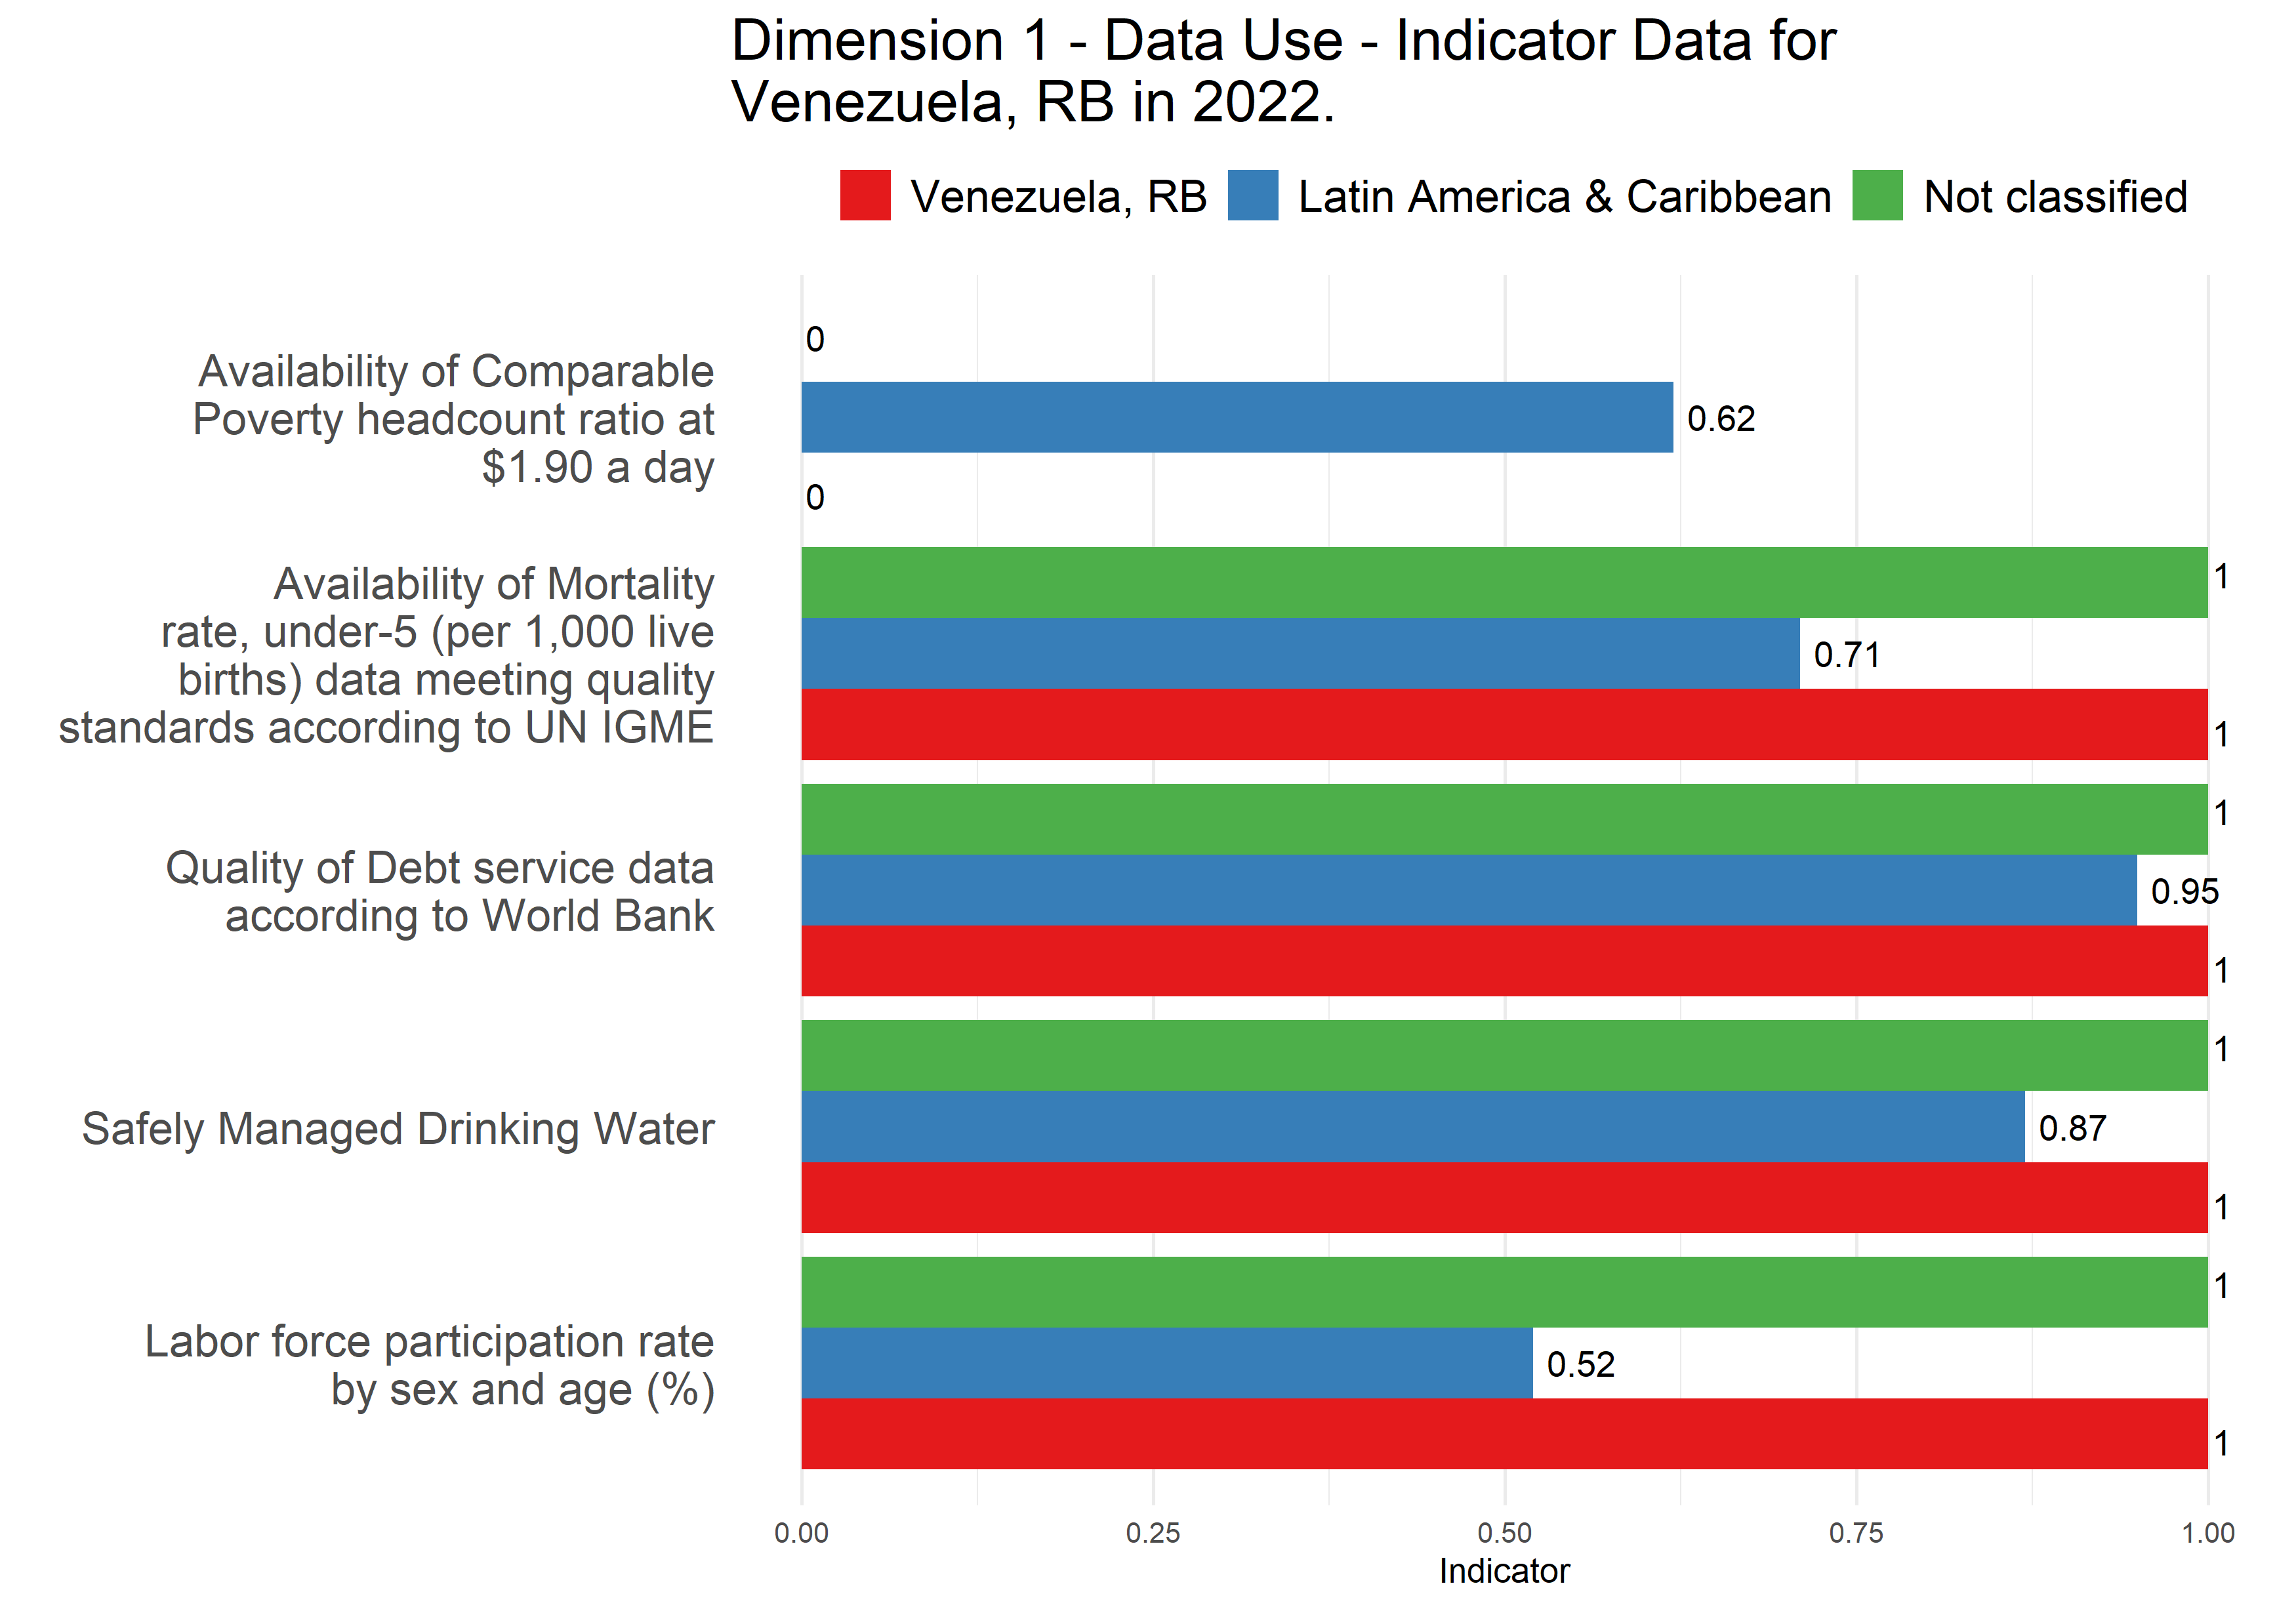 Dimension 1 - Data Use - Indicator Data for
Venezuela, RB in 2022.
Venezuela, RB
Latin America & Caribbean
Not classified
Availability of Comparable
Poverty headcount ratio at
$1.90 a day
0
0.62
0
Availability of Mortality
rate, under-5 (per 1,000 live
births) data meeting quality
standards according to UN IGME
1
0.71
1
Quality of Debt service data
according to World Bank
1
0.95
1
Safely Managed Drinking Water
1
0.87
1
Labor force participation rate
by sex and age (%)
1
0.52
1
0.00
0.25
0.50
0.75
1.00
Indicator